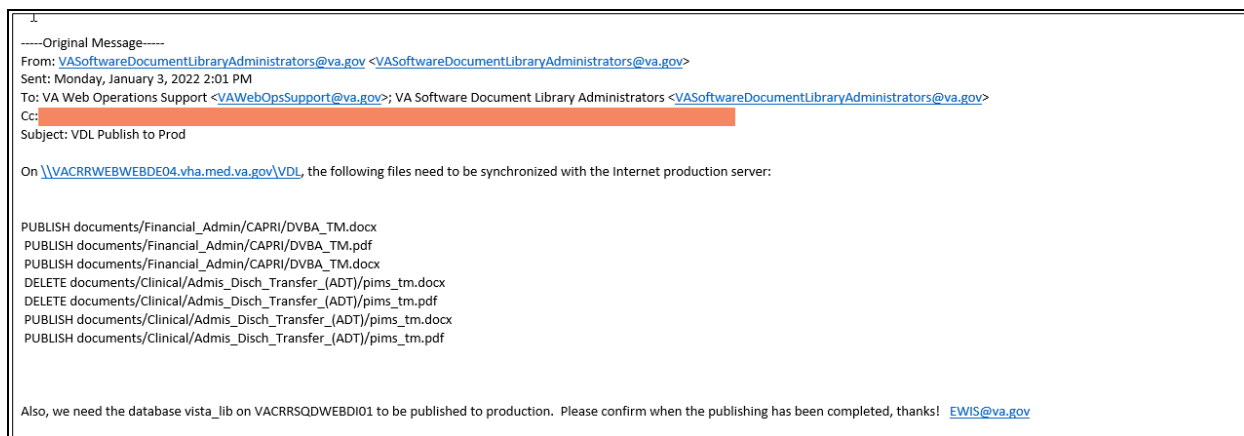 -----Original Message-----
From: VASoftwareDocumentLibraryAdministrators@va.gov <VASoftwareDocumentLibraryAdministrators@va.gov>
Sent: Monday, January 3, 2022 2:01 PM
To: VA Web Operations Support <VAWebOpsSupport@va.gov>; VA Software Document Library Administrators <VASoftwareDocumentLibraryAdministrators@va.gov>
Cc:
Subject: VDL Publish to Prod
On \\VACRRWEBWEBDE04.vha.med.va.gov\VDL, the following files need to be synchronized with the Internet production server:
PUBLISH documents/Financial_Admin/CAPRI/DVBA_TM.docx
PUBLISH documents/Financial_Admin/CAPRI/DVBA_TM.pdf
PUBLISH documents/Financial_Admin/CAPRI/DVBA_TM.docx
DELETE documents/Clinical/Admis_Disch_Transfer_(ADT)/pims_tm.docx
DELETE documents/Clinical/Admis_Disch_Transfer_(ADT)/pims_tm.pdf
PUBLISH documents/Clinical/Admis_Disch_Transfer_(ADT)/pims_tm.docx
PUBLISH documents/Clinical/Admis_Disch_Transfer_(ADT)/pims_tm.pdf
Also, we need the database vista_lib on VACRRSQDWEBDI01 to be published to production.  Please confirm when the publishing has been completed, thanks!   EWIS@va.gov